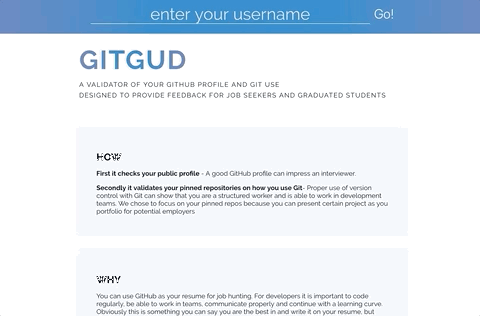 enter your username
Go!
GITGUD
A VALIDATOR OF YOUR GITHUB PROFILE AND GIT USE
DESIGNED TO PROVIDE FEEDBACK FOR JOB SEEKERS AND GRADUATED STUDENTS
HOW
First it checks your public profile - A good GitHub profile can impress an interviewer.
Secondly it validates your pinned repositories on how you use Git- Proper use of version
control with Git can show that you are a structured worker and is able to work in development
teams. We chose to focus on your pinned repos because you can present certain project as you
portfolio for potential employers
WHY
You can use GitHub as your resume for job hunting. For developers it is important to code
regularly, be able to work in teams, communicate properly and continue with a learning curve.
Obviously this is something you can say you are the best in and write it on your resume, but